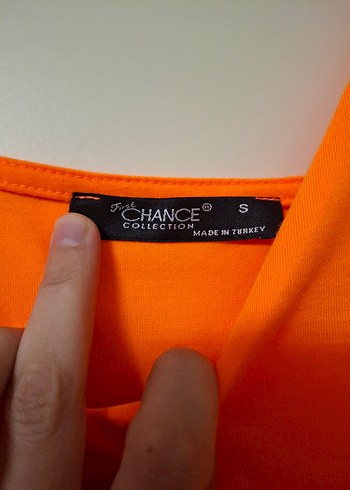 First
CHANCE ® S
COLLECTION
MADE IN TURKEY